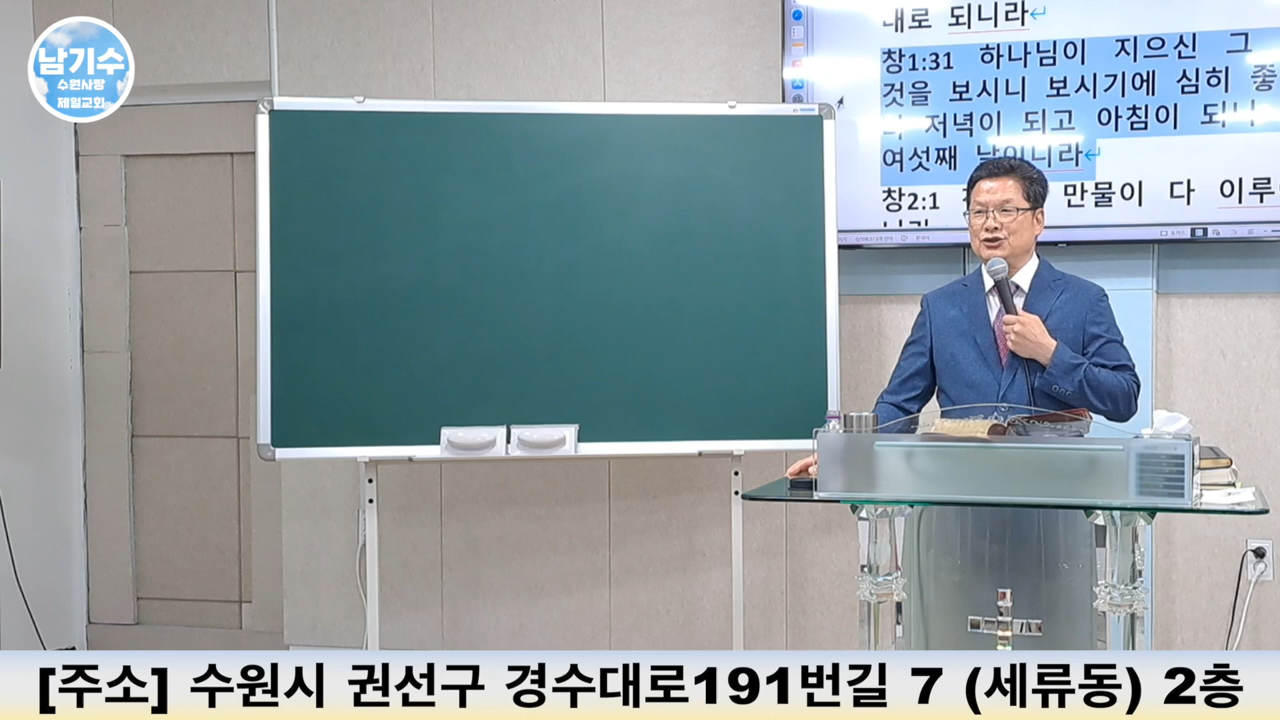 남기수
수원사랑
제일교회
대로 되니라
창1:31 하나님이 지으신 그
것을 보시니 보시기에 심히 좋
저녁이 되고 아침이 되니
여섯째 날이니라
창2:1 만물이 다 이루
[주소] 수원시 권선구 경수대로191번길 7 (세류동) 2층